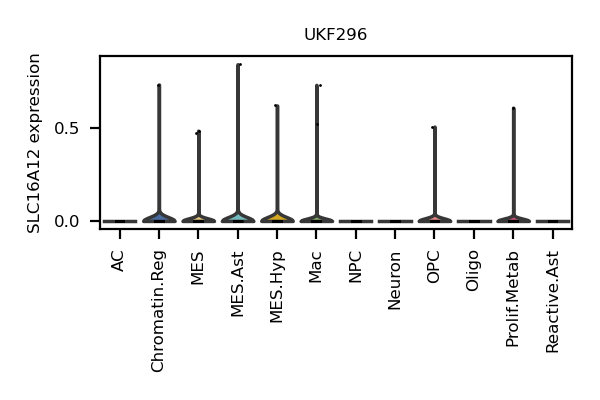 UKF296
SLC16A12 expression
0.5
0.0
AC
Chromatin.Reg
MES
MES.Ast
MES.Hyp
Mac
NPC
Neuron
OPC
Oligo
Prolif.Metab
Reactive.Ast